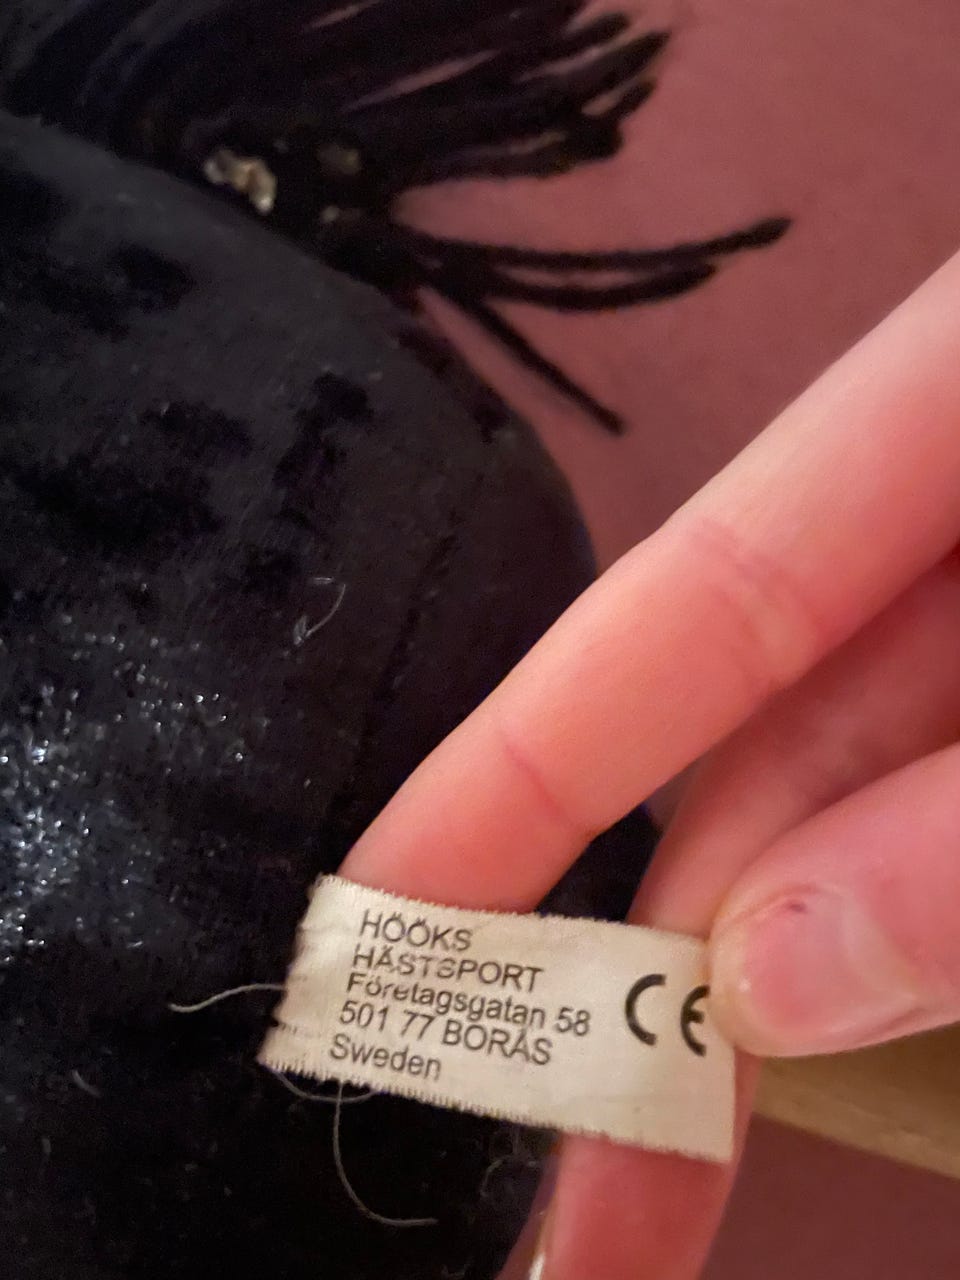 HÖÖKS
HÄSTSPORT
Företagsgatan 58
501 77 BORÅS
Sweden
CE